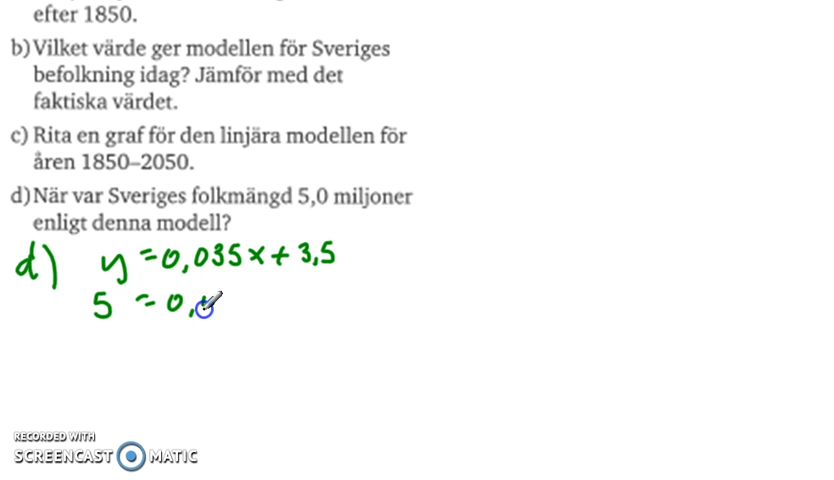 efter 1850.
b) Vilket värde ger modellen för Sveriges
befolkning idag? Jämför med det
faktiska värdet.
c) Rita en graf för den linjära modellen för
åren 1850–2050.
d) När var Sveriges folkmängd 5,0 miljoner
enligt denna modell?
d) y = 0,035x + 3,5
5 = 0,
RECORDED WITH
SCREENCAST MATIC